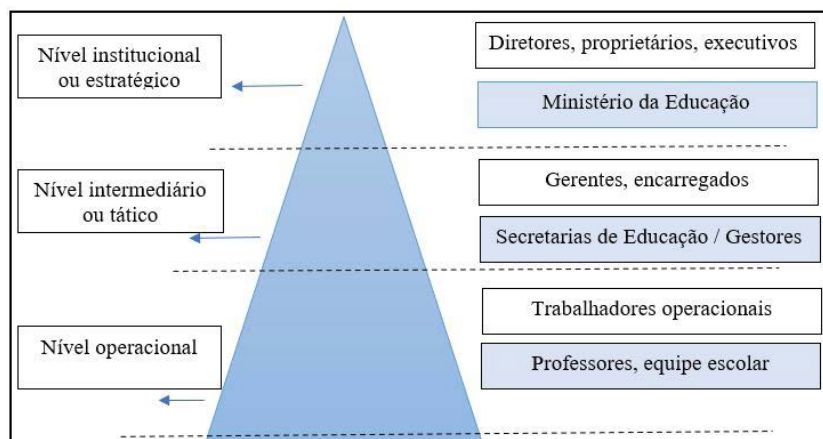 Nível institucional
ou estratégico
Diretores, proprietários, executivos
Ministério da Educação
Nível intermediário
ou tático
Gerentes, encarregados
Secretarias de Educação / Gestores
Nível operacional
Trabalhadores operacionais
Professores, equipe escolar